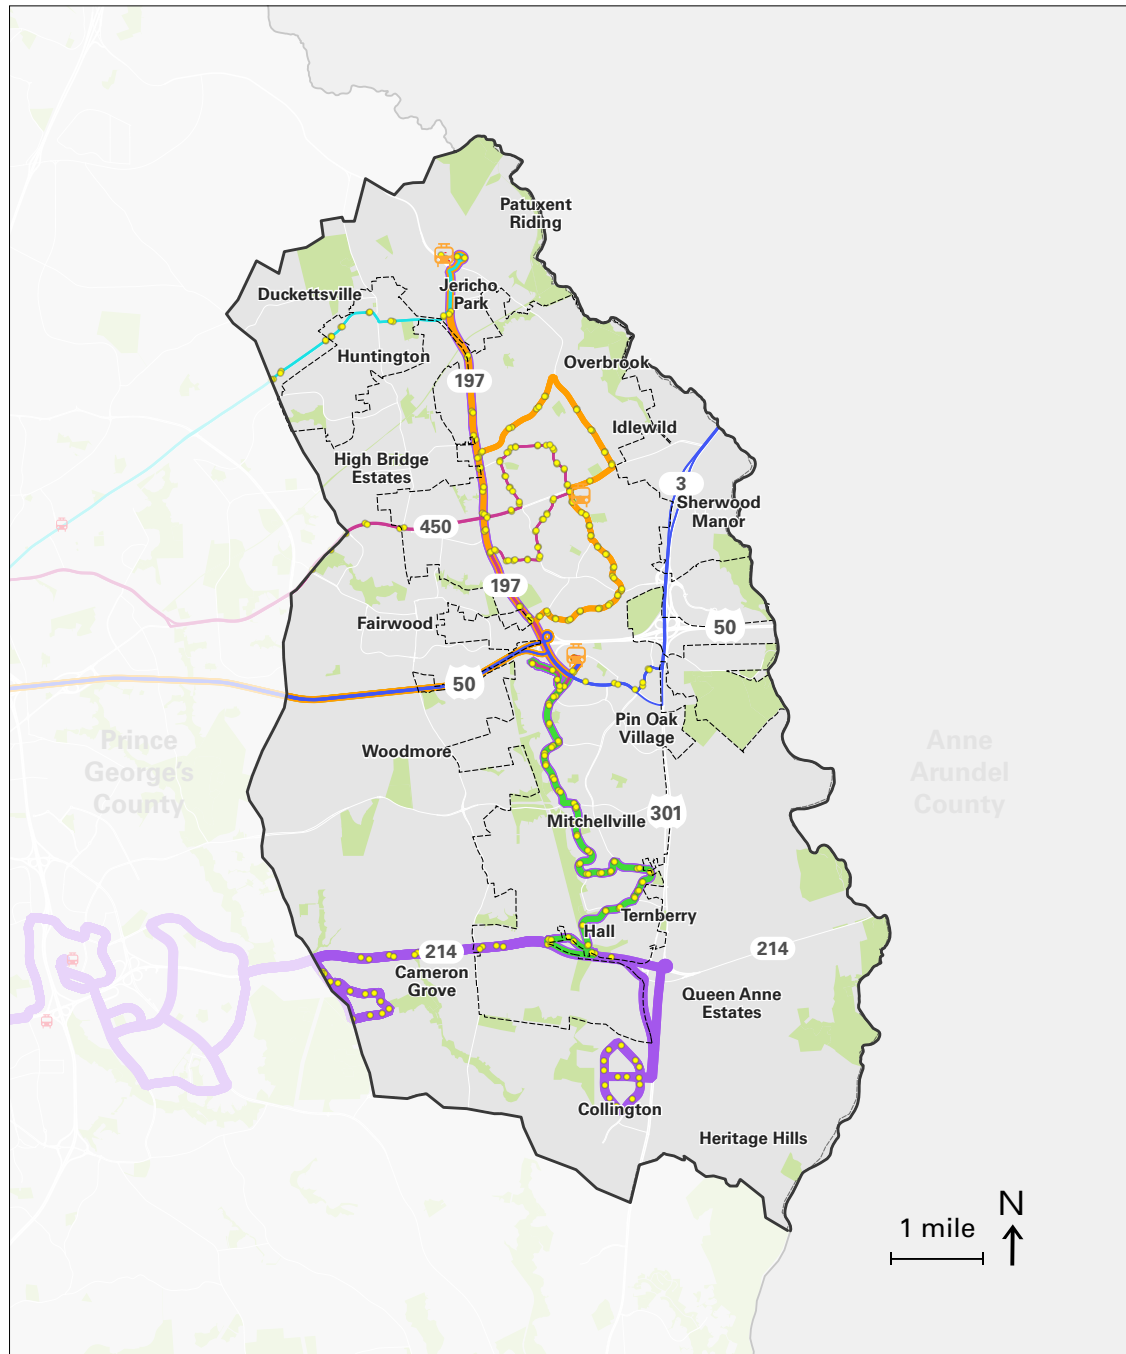 Patuxent
Riding
Jericho
Park
Duckettsville
Huntington
Overbrook
197
Idlewild
High Bridge
Estates
3
Sherwood
Manor
450
197
Fairwood
50
50
Pin Oak
Village
Woodmore
Prince
George's
County
Anne
Arundel
County
301
Mitchellville
Ternberry
Hall
214
214
Cameron
Grove
Queen Anne
Estates
Collington
Heritage Hills
N
1 mile